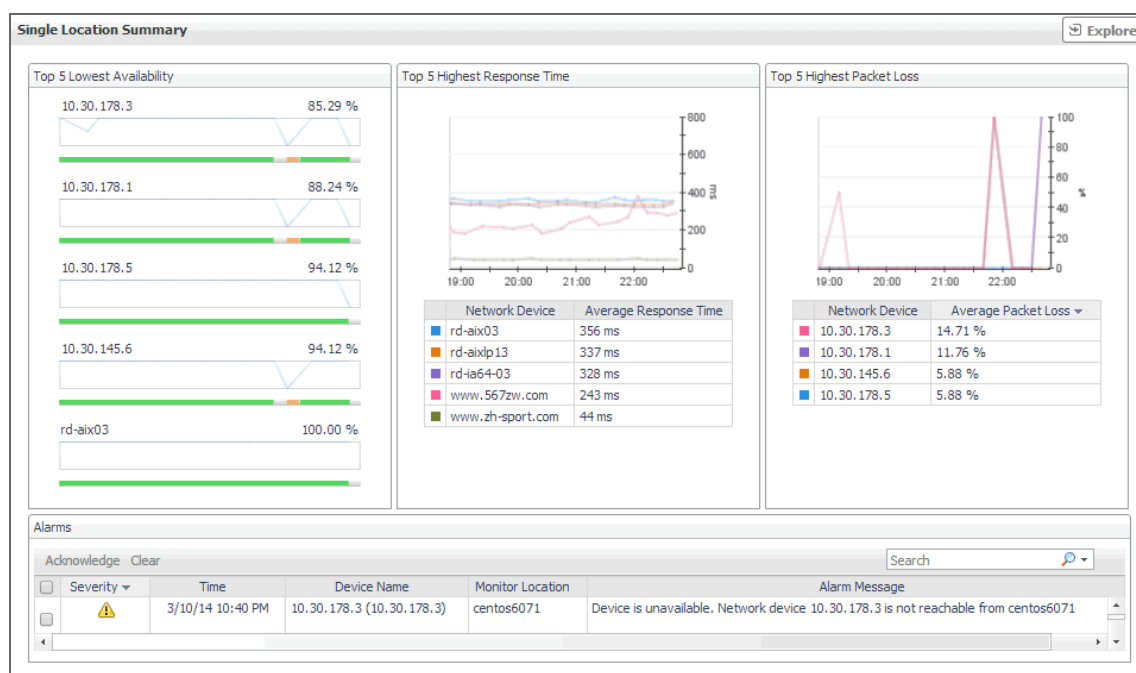 Single Location Summary
Explore
Top 5 Lowest Availability
10.30.178.3 85.29 %
10.30.178.1 88.24 %
10.30.178.5 94.12 %
10.30.145.6 94.12 %
rd-aix03 100.00 %
Top 5 Highest Response Time
800
600
400
200
0
ms
19:00 20:00 21:00 22:00
Network Device Average Response Time
rd-aix03 356 ms
rd-aixlp13 337 ms
rd-ia64-03 328 ms
www.567zw.com 243 ms
www.zh-sport.com 44 ms
Top 5 Highest Packet Loss
100
80
60
40
20
0
%
19:00 20:00 21:00 22:00
Network Device Average Packet Loss
10.30.178.3 14.71 %
10.30.178.1 11.76 %
10.30.145.6 5.88 %
10.30.178.5 5.88 %
Alarms
Acknowledge Clear Search
Severity Time Device Name Monitor Location Alarm Message
3/10/14 10:40 PM 10.30.178.3 (10.30.178.3) centos6071 Device is unavailable. Network device 10.30.178.3 is not reachable from centos6071